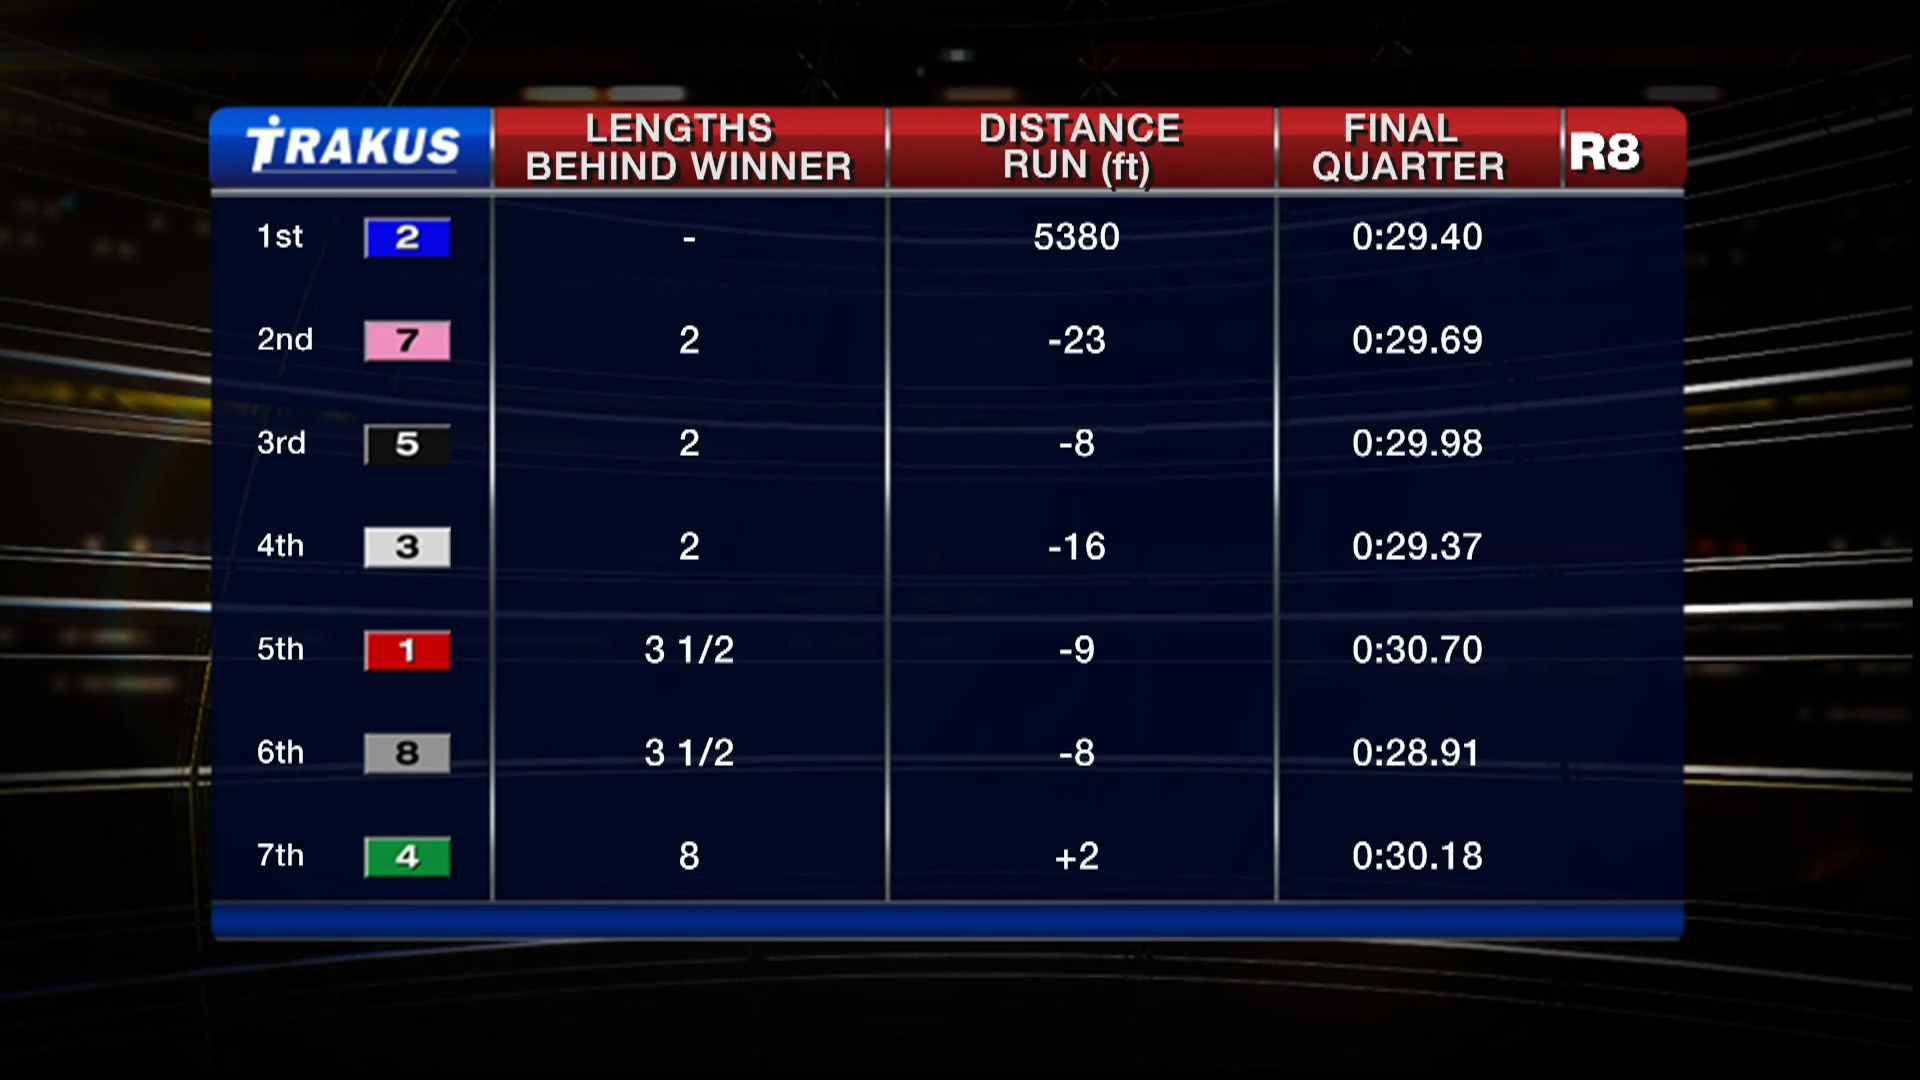 TRAKUS LENGTHS BEHIND WINNER DISTANCE RUN (ft) FINAL QUARTER R8
1st 2 - 5380 0:29.40
2nd 7 2 -23 0:29.69
3rd 5 2 -8 0:29.98
4th 3 2 -16 0:29.37
5th 1 3 1/2 -9 0:30.70
6th 8 3 1/2 -8 0:28.91
7th 4 8 +2 0:30.18